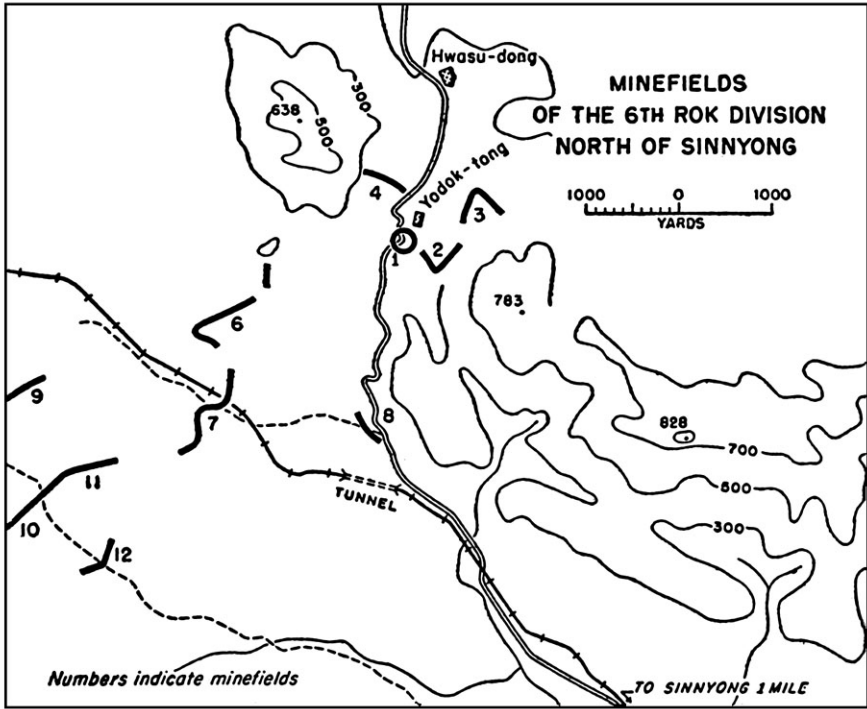 Hwasu-dong
MINEFIELDS
OF THE 6TH ROK DIVISION
NORTH OF SINNYONG
300
638
500
Yodok-tong
4
3
1000 0 1000
YARDS
1
2
783
6
9
7
8
828
700
TUNNEL
500
11
10
300
12
Numbers indicate minefields
TO SINNYONG 1 MILE